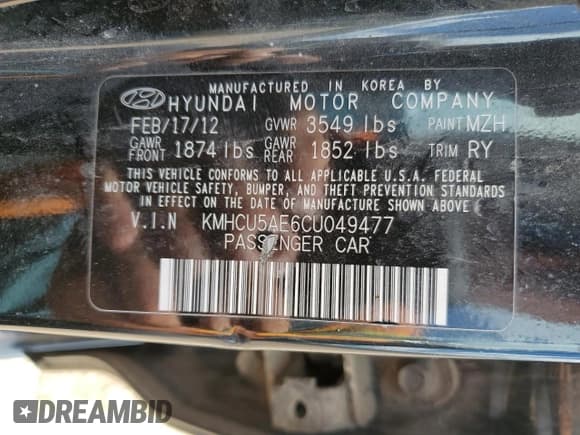 MANUFACTURED IN KOREA BY
HYUNDAI MOTOR COMPANY
FEB/17/12 GVWR 3549 lbs PAINT MZH
GAWR FRONT 1874 lbs GAWR REAR 1852 lbs TRIM RY
THIS VEHICLE CONFORMS TO ALL APPLICABLE U.S.A. FEDERAL
MOTOR VEHICLE SAFETY, BUMPER, AND THEFT PREVENTION STANDARDS
IN EFFECT ON THE DATE OF MANUFACTURE SHOWN ABOVE
V.I.N KMHCU5AE6CU049477
PASSENGER CAR
DREAMBID